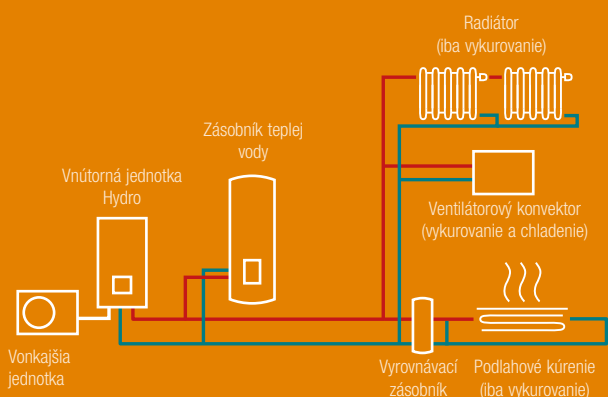 Radiátor
(iba vykurovanie)
Zásobník teplej
vody
Vnútorná jednotka
Hydro
Ventilátorový konvektor
(vykurovanie a chladenie)
Vonkajšia
jednotka
Vyrovnávací
zásobník
Podlahové kúrenie
(iba vykurovanie)